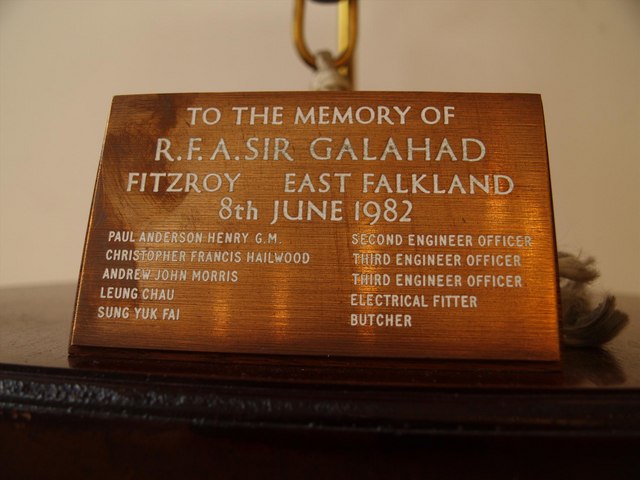 TO THE MEMORY OF
R.F.A. SIR GALAHAD
FITZROY EAST FALKLAND
8th JUNE 1982
PAUL ANDERSON HENRY G.M. SECOND ENGINEER OFFICER
CHRISTOPHER FRANCIS HAILWOOD THIRD ENGINEER OFFICER
ANDREW JOHN MORRIS THIRD ENGINEER OFFICER
LEUNG CHAU ELECTRICAL FITTER
SUNG YUK FAI BUTCHER